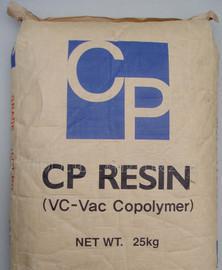 CP
CP RESIN
(VC-Vac Copolymer)
NET WT. 25kg